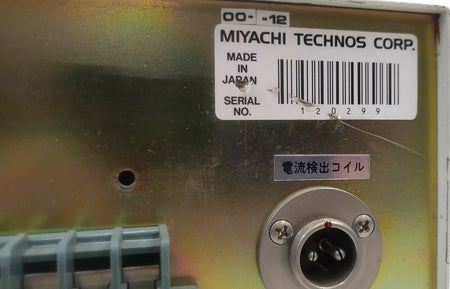 00- -12
MIYACHI TECHNOS CORP.
MADE
IN
JAPAN
SERIAL
NO.
120299
電流検出コイル